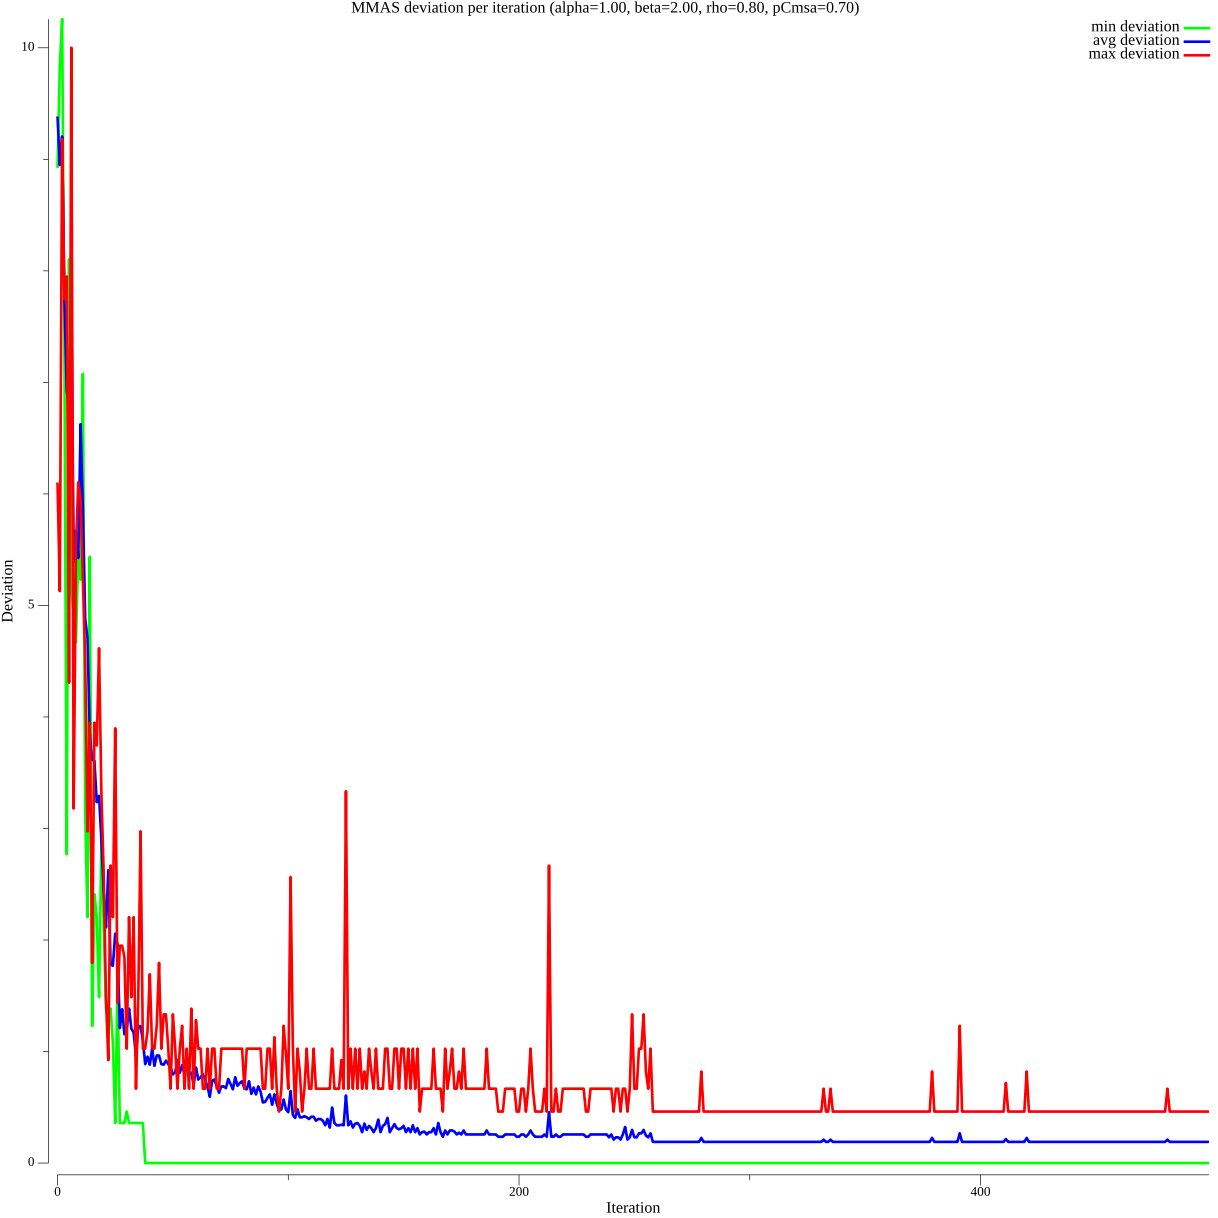 MMAS deviation per iteration (alpha=1.00, beta=2.00, rho=0.80, pCmsa=0.70)
min deviation
avg deviation
max deviation
10
5
0
Deviation
0
200
400
Iteration